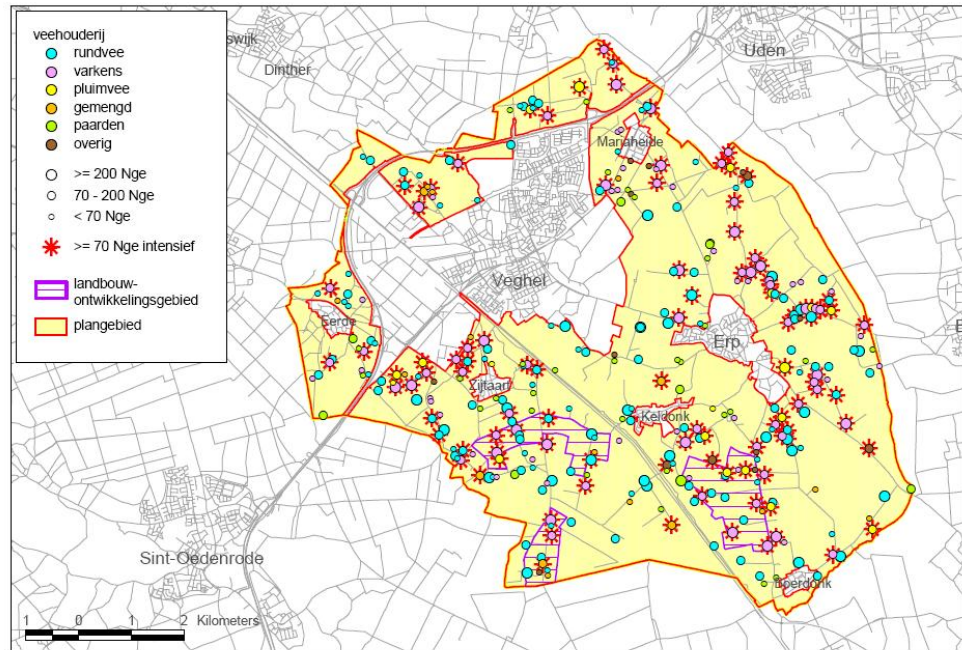 veehouderij
rundvee
varkens
pluimvee
gemengd
paarden
overig
>= 200 Nge
70 - 200 Nge
< 70 Nge
>= 70 Nge intensief
landbouw-
ontwikkelingsgebied
plangebied
swijk
Dinther
Uden
Mariaheide
Veghel
Eerde
Erp
Zijtaart
Keldonk
Sint-Oedenrode
Boerdonk
1 0 1 2 Kilometers